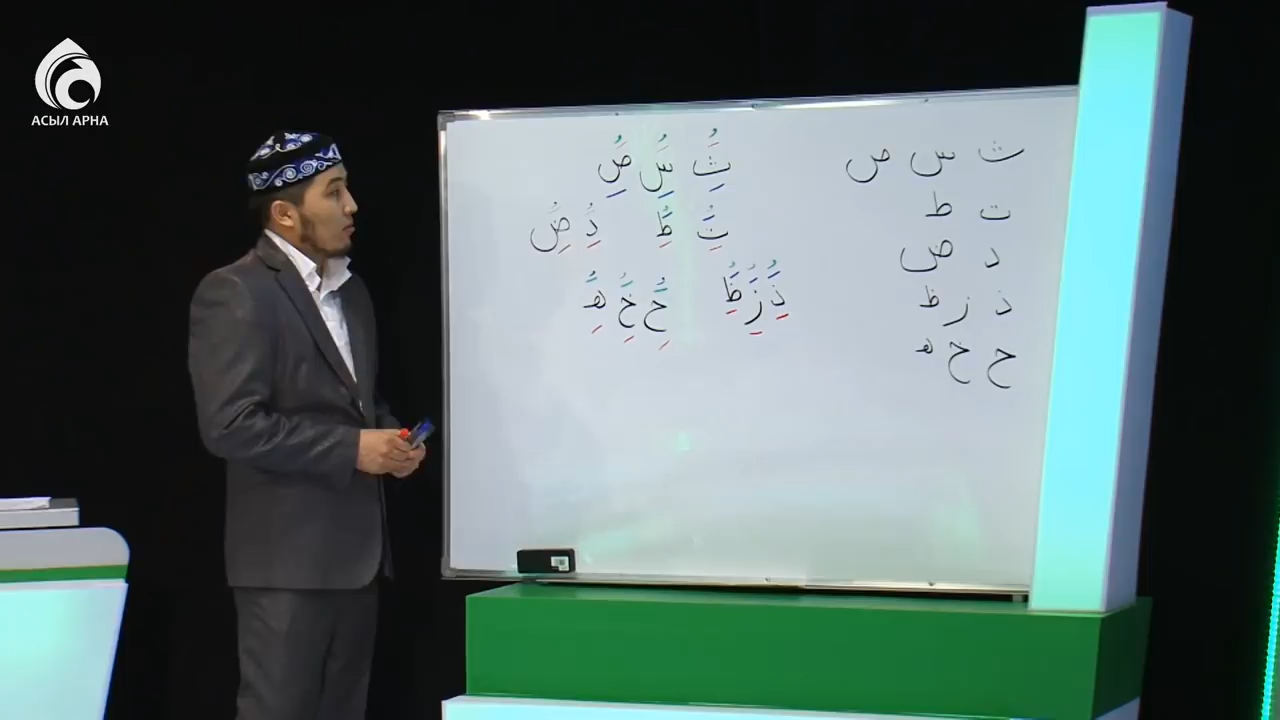 АСЫЛ АРНА
ث س ص
ت ط
د ض
ذ ز ظ
ح خ ه
ثَِـُ سَِـُ صَِـُ
تَِـُ طَِـُ دَِـُ ضَِـُ
ذَِـُ زَِـُ ظَِـُ حَِـُ خَِـُ هَِـُ